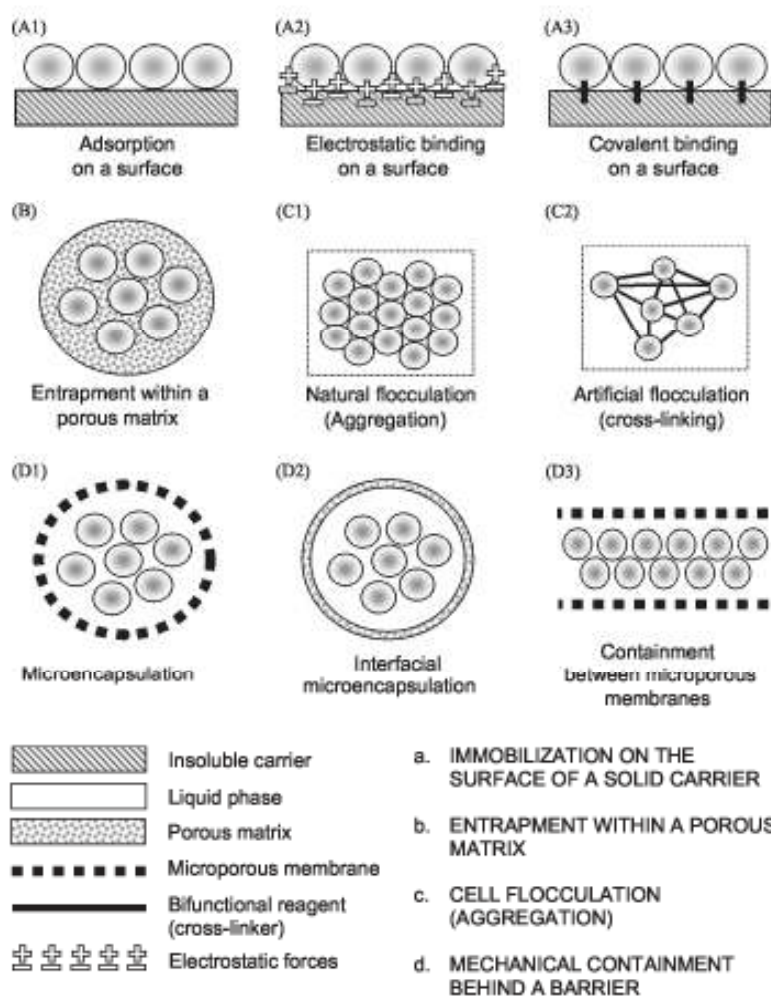 (A1)
(A2)
(A3)
Adsorption
on a surface
Electrostatic binding
on a surface
Covalent binding
on a surface
(B)
(C1)
(C2)
Entrapment within a
porous matrix
Natural flocculation
(Aggregation)
Artificial flocculation
(cross-linking)
(D1)
(D2)
(D3)
Microencapsulation
Interfacial
microencapsulation
Containment
between microporous
membranes
Insoluble carrier
Liquid phase
Porous matrix
Microporous membrane
Bifunctional reagent
(cross-linker)
Electrostatic forces
a. IMMOBILIZATION ON THE
SURFACE OF A SOLID CARRIER
b. ENTRAPMENT WITHIN A POROUS
MATRIX
c. CELL FLOCCULATION
(AGGREGATION)
d. MECHANICAL CONTAINMENT
BEHIND A BARRIER